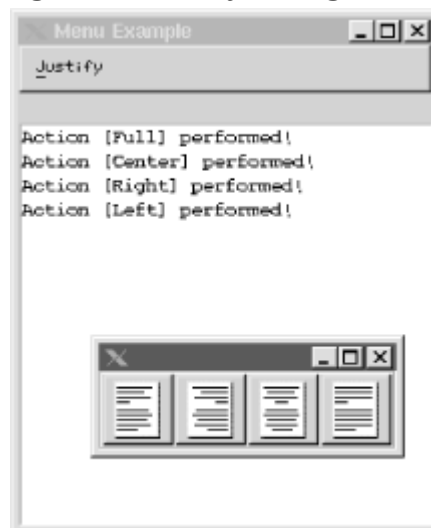 Menu Example
Justify
Action [Full] performed!
Action [Center] performed!
Action [Right] performed!
Action [Left] performed!